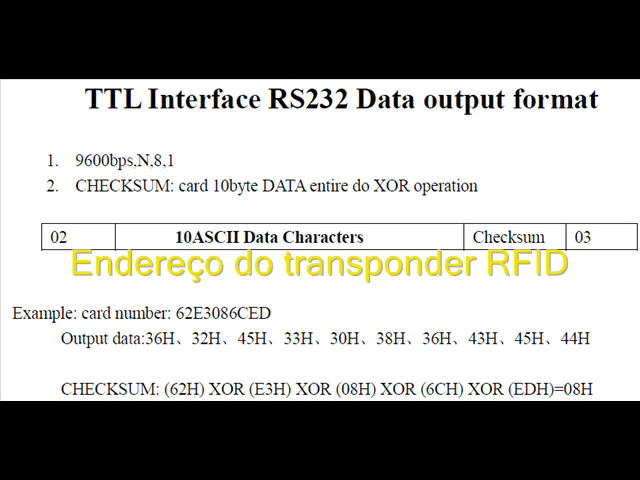 TTL Interface RS232 Data output format
1. 9600bps,N,8,1
2. CHECKSUM: card 10byte DATA entire do XOR operation
02 10ASCII Data Characters Checksum 03
Endereço do transponder RFID
Example: card number: 62E3086CED
Output data:36H、32H、45H、33H、30H、38H、36H、43H、45H、44H
CHECKSUM: (62H) XOR (E3H) XOR (08H) XOR (6CH) XOR (EDH)=08H